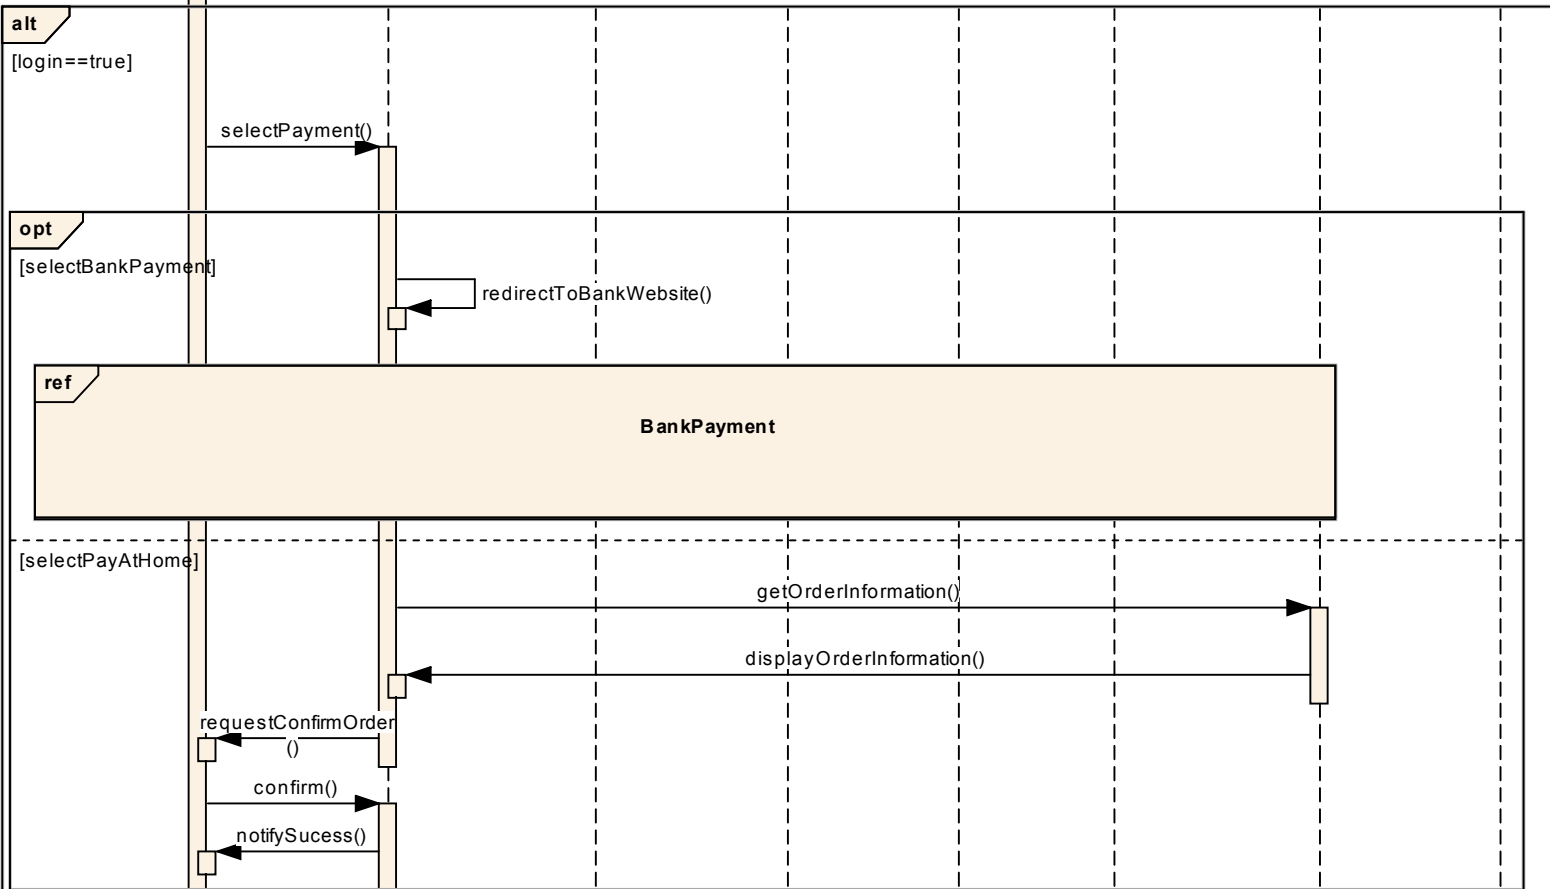 alt
[login==true]
selectPayment()
opt
[selectBankPayment]
redirectToBankWebsite()
ref
BankPayment
[selectPayAtHome]
getOrderInformation()
displayOrderInformation()
requestConfirmOrder
()
confirm()
notifySucess()